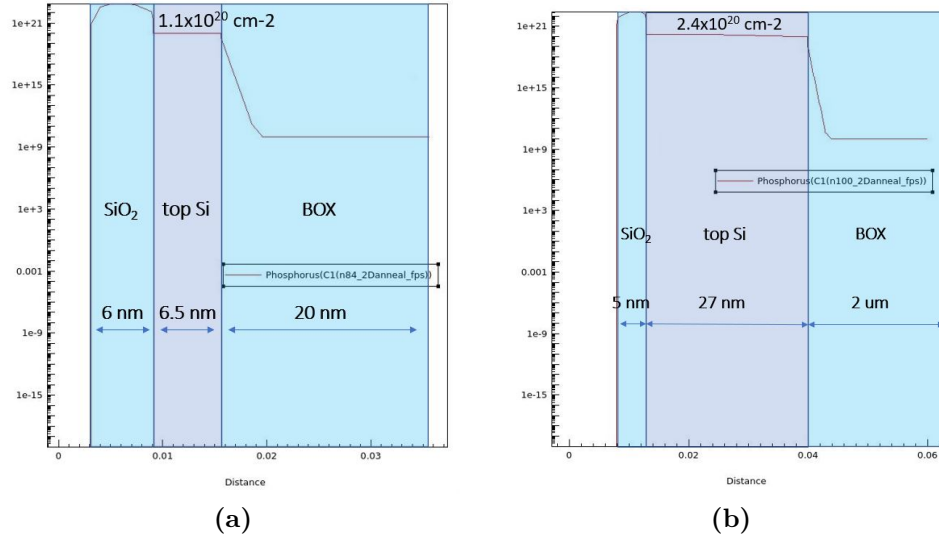 1.1x10²⁰ cm-2
1e+21
1e+15
1e+9
1e+3
0.001
1e-9
1e-15
SiO₂
top Si
BOX
Phosphorus(C1(n84_2Danneal_fps))
6 nm
6.5 nm
20 nm
0
0.01
0.02
0.03
Distance
(a)
2.4x10²⁰ cm-2
1e+21
1e+15
1e+9
1e+3
0.001
1e-9
1e-15
Phosphorus(C1(n100_2Danneal_fps))
SiO₂
top Si
BOX
5 nm
27 nm
2 um
0
0.02
0.04
0.06
Distance
(b)